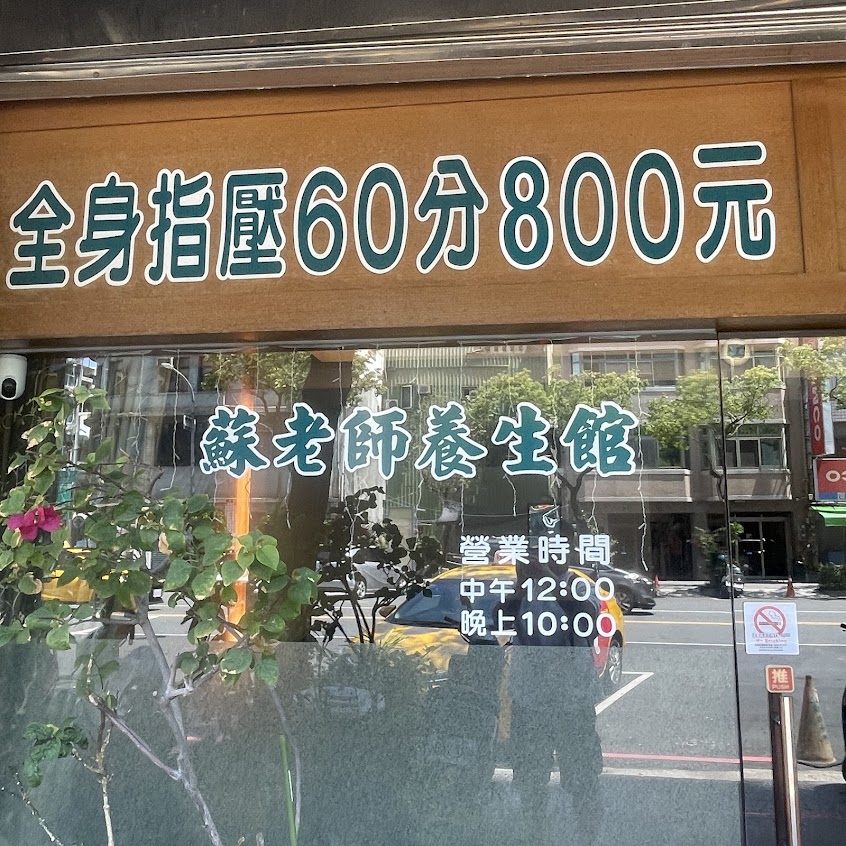 全身指壓60分800元
蘇老師養生館
營業時間
中午12:00
晚上10:00
推
PUSH